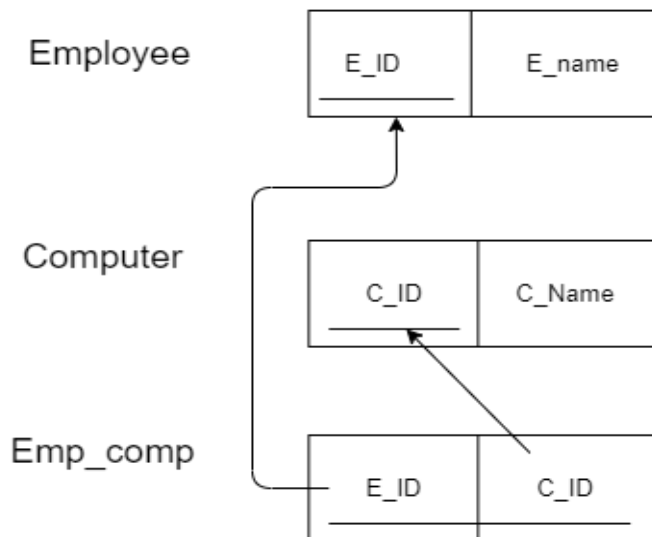 Employee
E_ID
E_name
Computer
C_ID
C_Name
Emp_comp
E_ID
C_ID